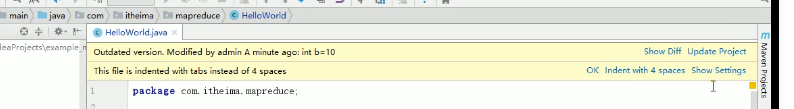 main java com itheima mapreduce HelloWorld
HelloWorld.java
deaProjects\example_m
Outdated version. Modified by admin A minute ago: int b=10 Show Diff Update Project
This file is indented with tabs instead of 4 spaces OK Indent with 4 spaces Show Settings
1 package com.itheima.mapreduce;
2
Maven Projects